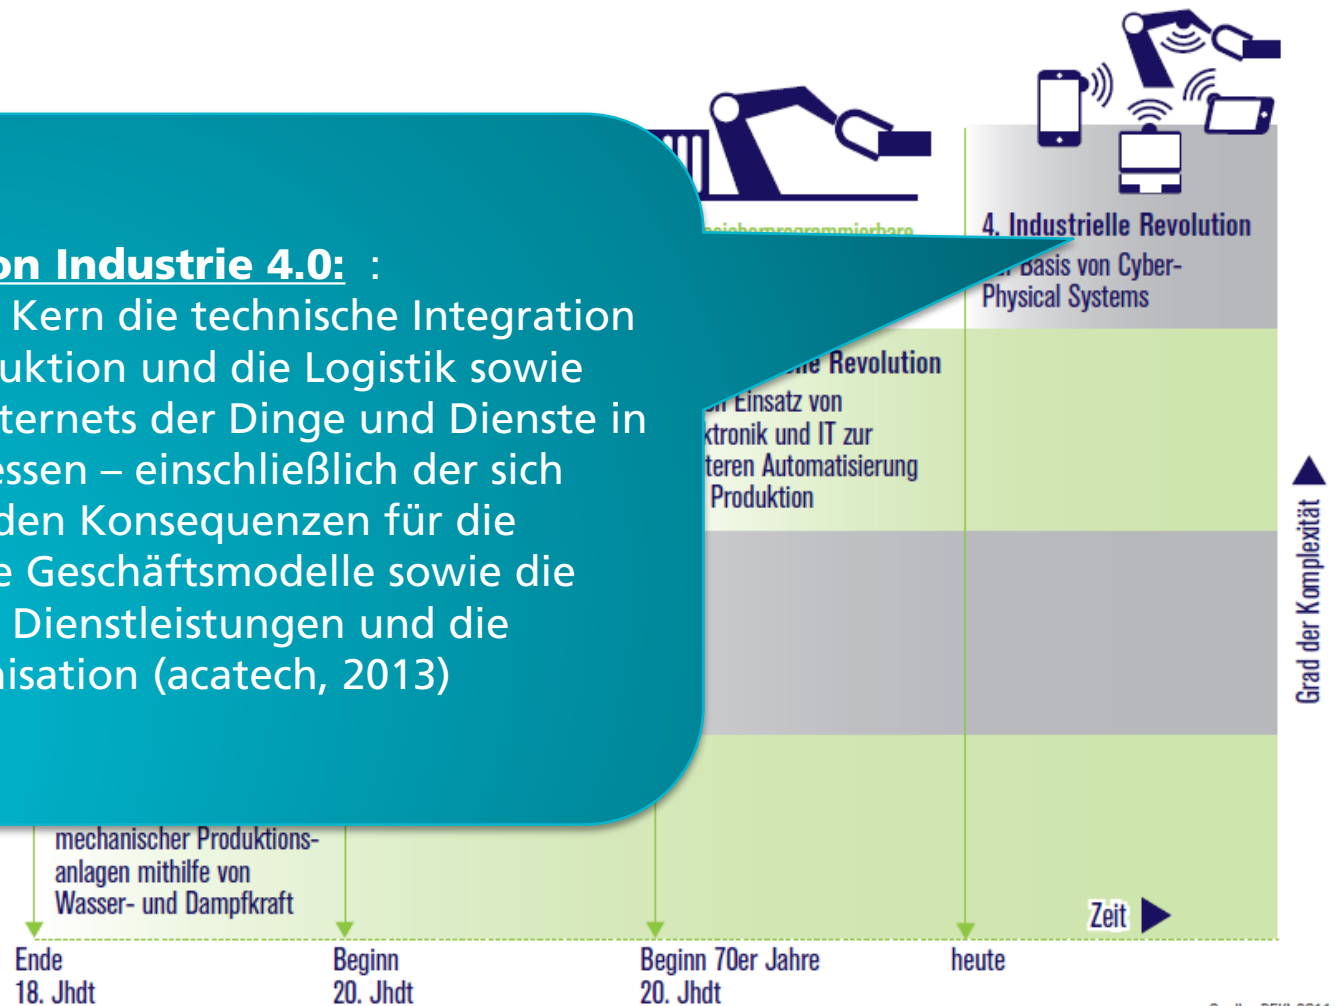 on Industrie 4.0: :
Kern die technische Integration
uktion und die Logistik sowie
ternets der Dinge und Dienste in
essen – einschließlich der sich
den Konsequenzen für die
e Geschäftsmodelle sowie die
Dienstleistungen und die
nisation (acatech, 2013)
4. Industrielle Revolution
Basis von Cyber-
Physical Systems
Revolution
Einsatz von
ktronik und IT zur
teren Automatisierung
Produktion
mechanischer Produktions-
anlagen mithilfe von
Wasser- und Dampfkraft
Grad der Komplexität
Zeit
Ende
18. Jhdt
Beginn
20. Jhdt
Beginn 70er Jahre
20. Jhdt
heute